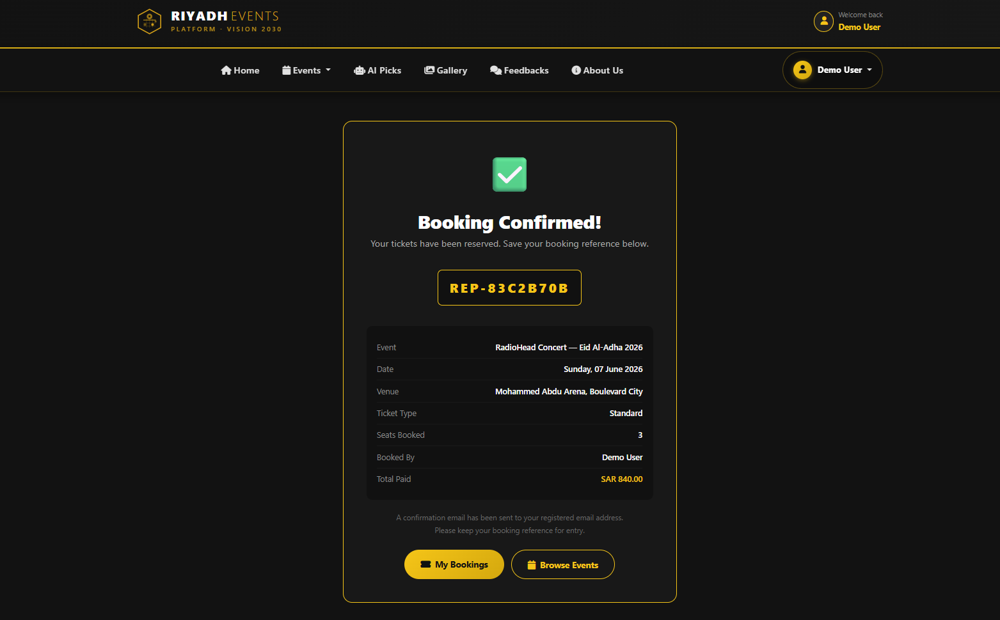 RIYADH EVENTS
PLATFORM · VISION 2030
Welcome back
Demo User
Home
Events
AI Picks
Gallery
Feedbacks
About Us
Demo User
Booking Confirmed!
Your tickets have been reserved. Save your booking reference below.
REP-83C2B70B
Event RadioHead Concert — Eid Al-Adha 2026
Date Sunday, 07 June 2026
Venue Mohammed Abdu Arena, Boulevard City
Ticket Type Standard
Seats Booked 3
Booked By Demo User
Total Paid SAR 840.00
A confirmation email has been sent to your registered email address.
Please keep your booking reference for entry.
My Bookings
Browse Events